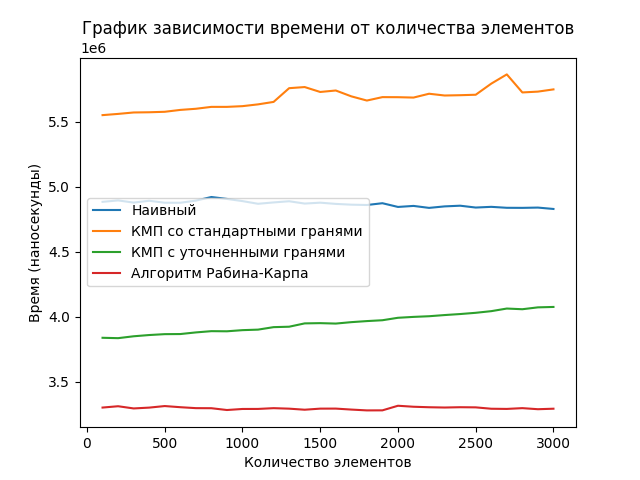 График зависимости времени от количества элементов
1e6
5.5
5.0
4.5
4.0
3.5
Время (наносекунды)
Наивный
КМП со стандартными гранями
КМП с уточненными гранями
Алгоритм Рабина-Карпа
0 500 1000 1500 2000 2500 3000
Количество элементов